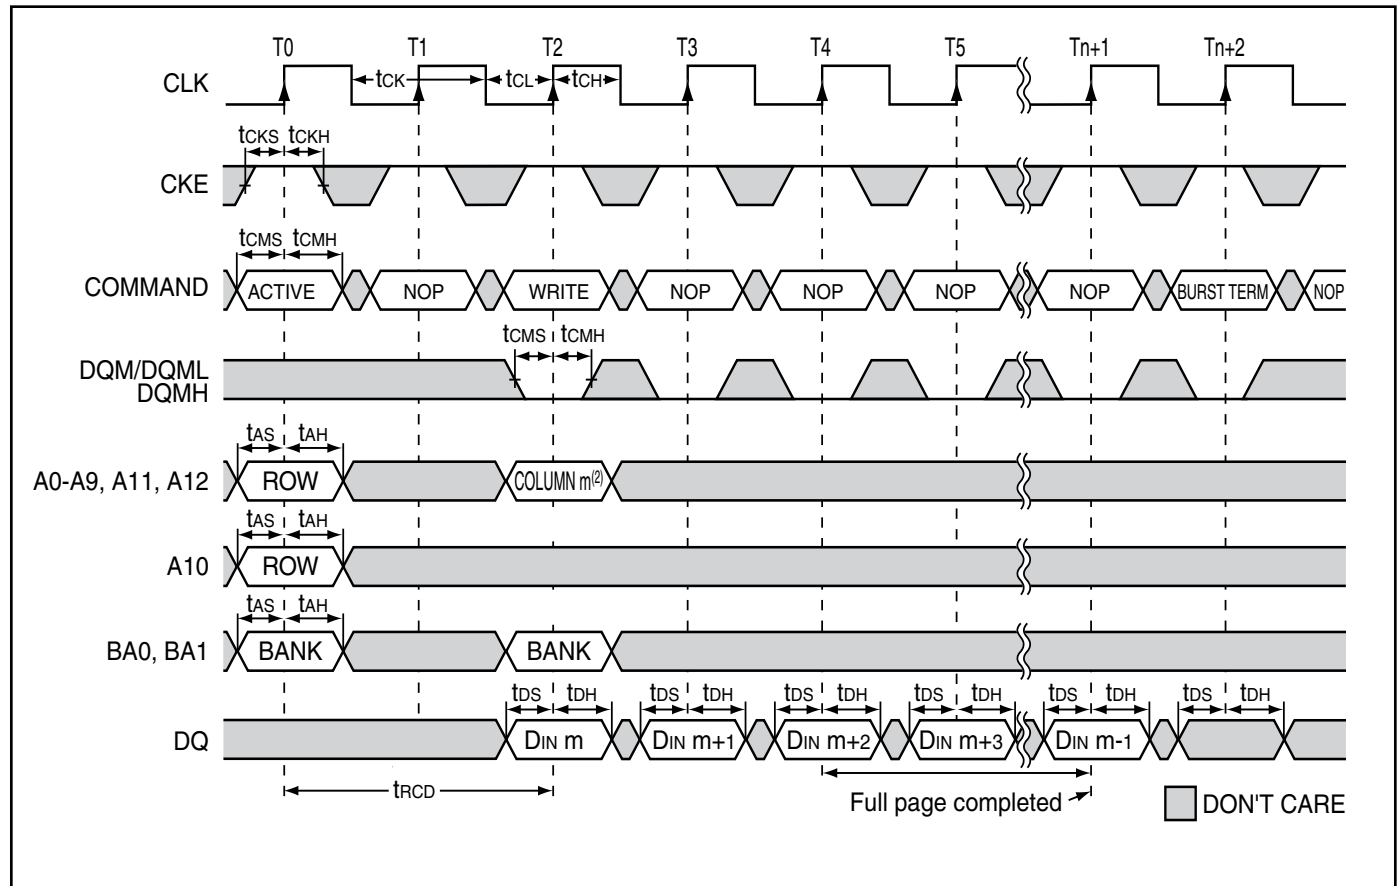 T0 T1 T2 T3 T4 T5 Tn+1 Tn+2
CLK tCK tCL tCH
tCKS tCKH
CKE
tCMS tCMH
COMMAND ACTIVE NOP WRITE NOP NOP NOP NOP BURST TERM NOP
tCMS tCMH
DQM/DQML
DQMH
tAS tAH
A0-A9, A11, A12 ROW COLUMN m(2)
tAS tAH
A10 ROW
tAS tAH
BA0, BA1 BANK BANK
tDS tDH tDS tDH tDS tDH tDS tDH tDS tDH tDS tDH
DQ DIN m DIN m+1 DIN m+2 DIN m+3 DIN m-1
tRCD
Full page completed
DON'T CARE